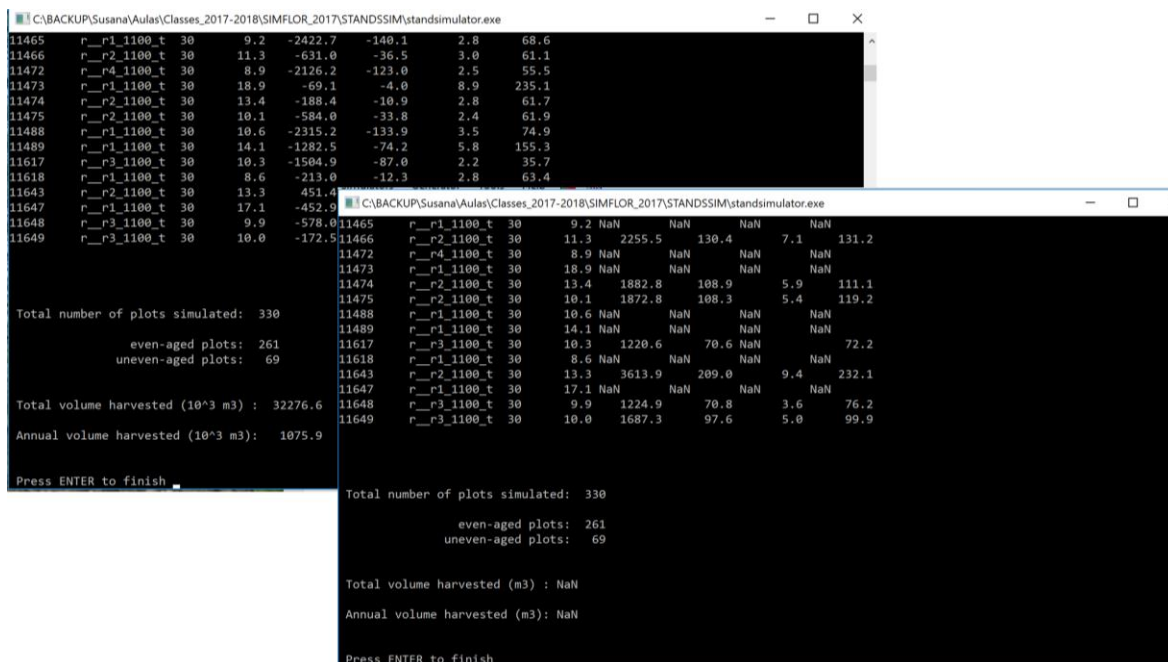 C:\BACKUP\Susana\Aulas\Classes_2017-2018\SIMFLOR_2017\STANDSSIM\standsimulator.exe
11465 r__r1_1100_t 30 9.2 -2422.7 -140.1 2.8 68.6
11466 r__r2_1100_t 30 11.3 -631.0 -36.5 3.0 61.1
11472 r__r4_1100_t 30 8.9 -2126.2 -123.0 2.5 55.5
11473 r__r1_1100_t 30 18.9 -69.1 -4.0 8.9 235.1
11474 r__r2_1100_t 30 13.4 -188.4 -10.9 2.8 61.7
11475 r__r2_1100_t 30 10.1 -584.0 -33.8 2.4 61.9
11488 r__r1_1100_t 30 10.6 -2315.2 -133.9 3.5 74.9
11489 r__r1_1100_t 30 14.1 -1282.5 -74.2 5.8 155.3
11617 r__r3_1100_t 30 10.3 -1504.9 -87.0 2.2 35.7
11618 r__r1_1100_t 30 8.6 -213.0 -12.3 2.8 63.4
11643 r__r2_1100_t 30 13.3 451.4
11647 r__r1_1100_t 30 17.1 -452.9
11648 r__r3_1100_t 30 9.9 -578.0
11649 r__r3_1100_t 30 10.0 -172.5
Total number of plots simulated: 330
even-aged plots: 261
uneven-aged plots: 69
Total volume harvested (10^3 m3) : 32276.6
Annual volume harvested (10^3 m3): 1075.9
Press ENTER to finish
C:\BACKUP\Susana\Aulas\Classes_2017-2018\SIMFLOR_2017\STANDSSIM\standsimulator.exe
11465 r__r1_1100_t 30 9.2 NaN NaN NaN NaN
11466 r__r2_1100_t 30 11.3 2255.5 130.4 7.1 131.2
11472 r__r4_1100_t 30 8.9 NaN NaN NaN NaN
11473 r__r1_1100_t 30 18.9 NaN NaN NaN NaN
11474 r__r2_1100_t 30 13.4 1882.8 108.9 5.9 111.1
11475 r__r2_1100_t 30 10.1 1872.8 108.3 5.4 119.2
11488 r__r1_1100_t 30 10.6 NaN NaN NaN NaN
11489 r__r1_1100_t 30 14.1 NaN NaN NaN NaN
11617 r__r3_1100_t 30 10.3 1220.6 70.6 NaN 72.2
11618 r__r1_1100_t 30 8.6 NaN NaN NaN NaN
11643 r__r2_1100_t 30 13.3 3613.9 209.0 9.4 232.1
11647 r__r1_1100_t 30 17.1 NaN NaN NaN NaN
11648 r__r3_1100_t 30 9.9 1224.9 70.8 3.6 76.2
11649 r__r3_1100_t 30 10.0 1687.3 97.6 5.0 99.9
Total number of plots simulated: 330
even-aged plots: 261
uneven-aged plots: 69
Total volume harvested (m3) : NaN
Annual volume harvested (m3): NaN
Press ENTER to finish